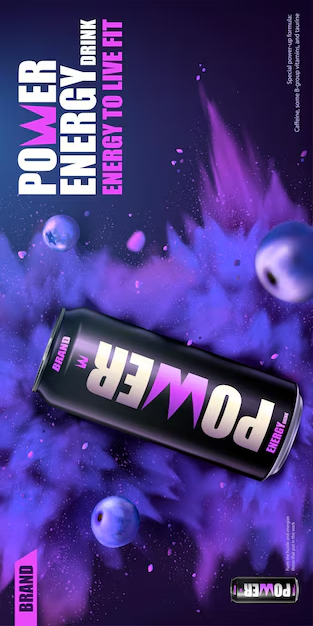 POWER
ENERGY DRINK
ENERGY TO LIVE FIT
Special power-up formula:
Caffeine, some B-group vitamins, and taurine
BRAND
POWER
ENERGY DRINK
BRAND
POWER